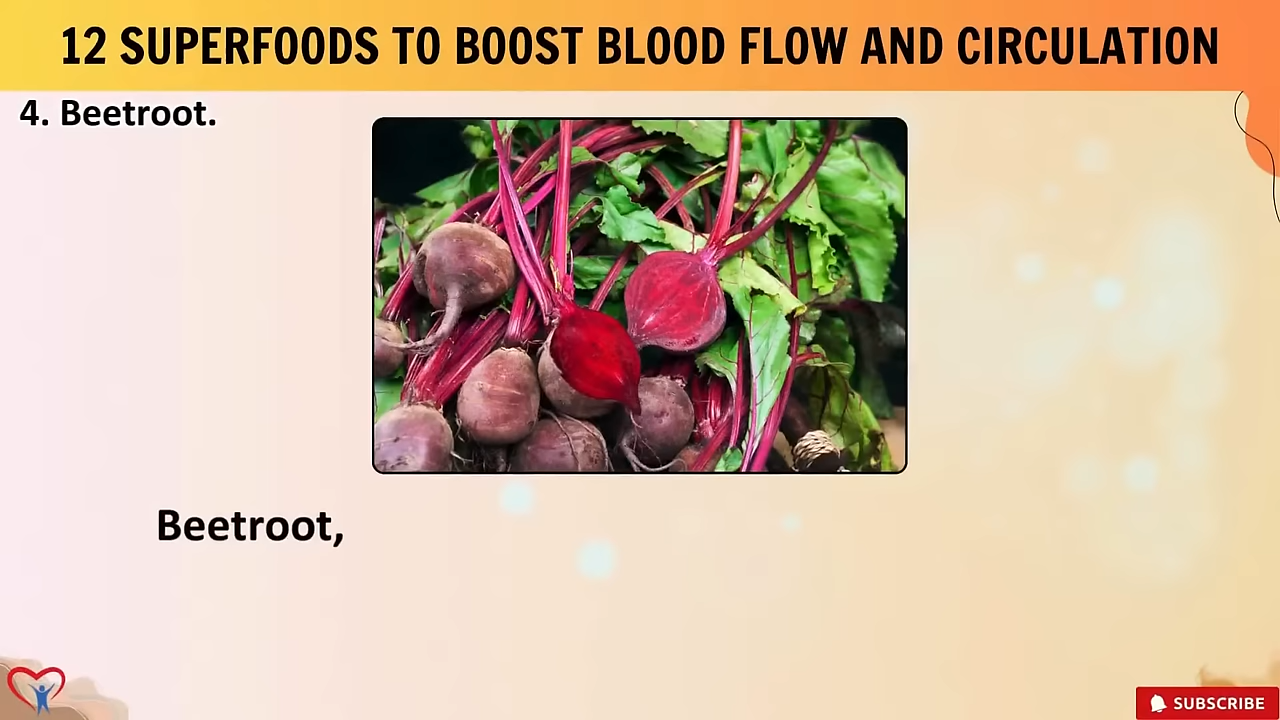 12 SUPERFOODS TO BOOST BLOOD FLOW AND CIRCULATION
4. Beetroot.
Beetroot,
SUBSCRIBE